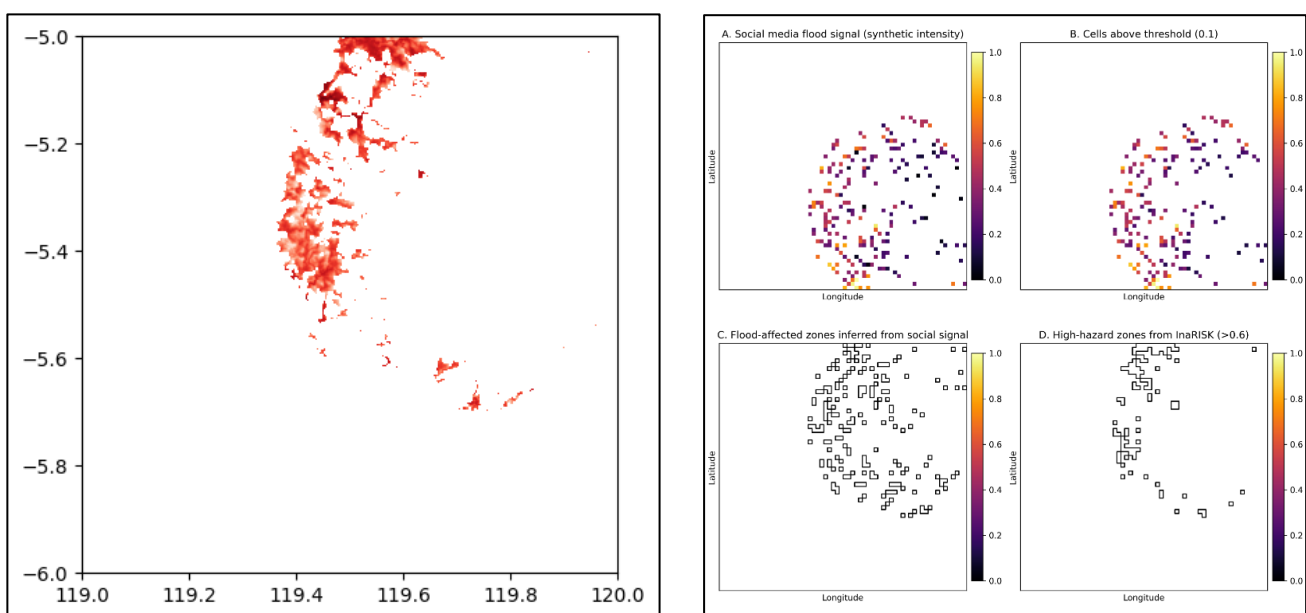 −5.0
−5.2
−5.4
−5.6
−5.8
−6.0
119.0 119.2 119.4 119.6 119.8 120.0
A. Social media flood signal (synthetic intensity)
Latitude
Longitude
1.0
0.8
0.6
0.4
0.2
0.0
B. Cells above threshold (0.1)
Latitude
Longitude
1.0
0.8
0.6
0.4
0.2
0.0
C. Flood-affected zones inferred from social signal
Latitude
Longitude
1.0
0.8
0.6
0.4
0.2
0.0
D. High-hazard zones from InaRISK (>0.6)
Latitude
Longitude
1.0
0.8
0.6
0.4
0.2
0.0